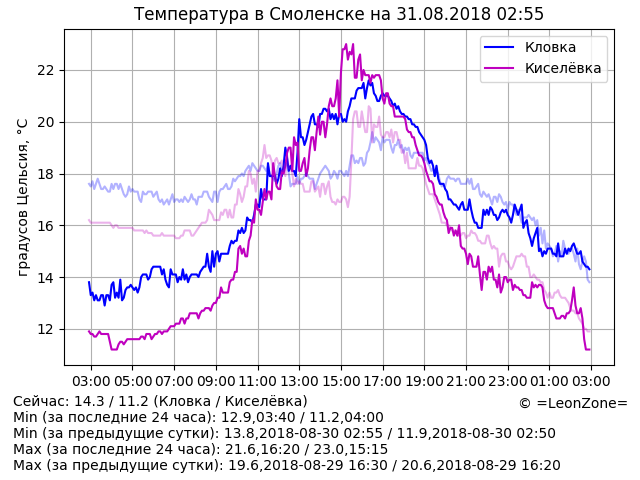 Температура в Смоленске на 31.08.2018 02:55
Кловка
Киселёвка
градусов Цельсия, °C
22
20
18
16
14
12
03:00 05:00 07:00 09:00 11:00 13:00 15:00 17:00 19:00 21:00 23:00 01:00 03:00
Сейчас: 14.3 / 11.2 (Кловка / Киселёвка)
© =LeonZone=
Min (за последние 24 часа): 12.9,03:40 / 11.2,04:00
Min (за предыдущие сутки): 13.8,2018-08-30 02:55 / 11.9,2018-08-30 02:50
Max (за последние 24 часа): 21.6,16:20 / 23.0,15:15
Max (за предыдущие сутки): 19.6,2018-08-29 16:30 / 20.6,2018-08-29 16:20